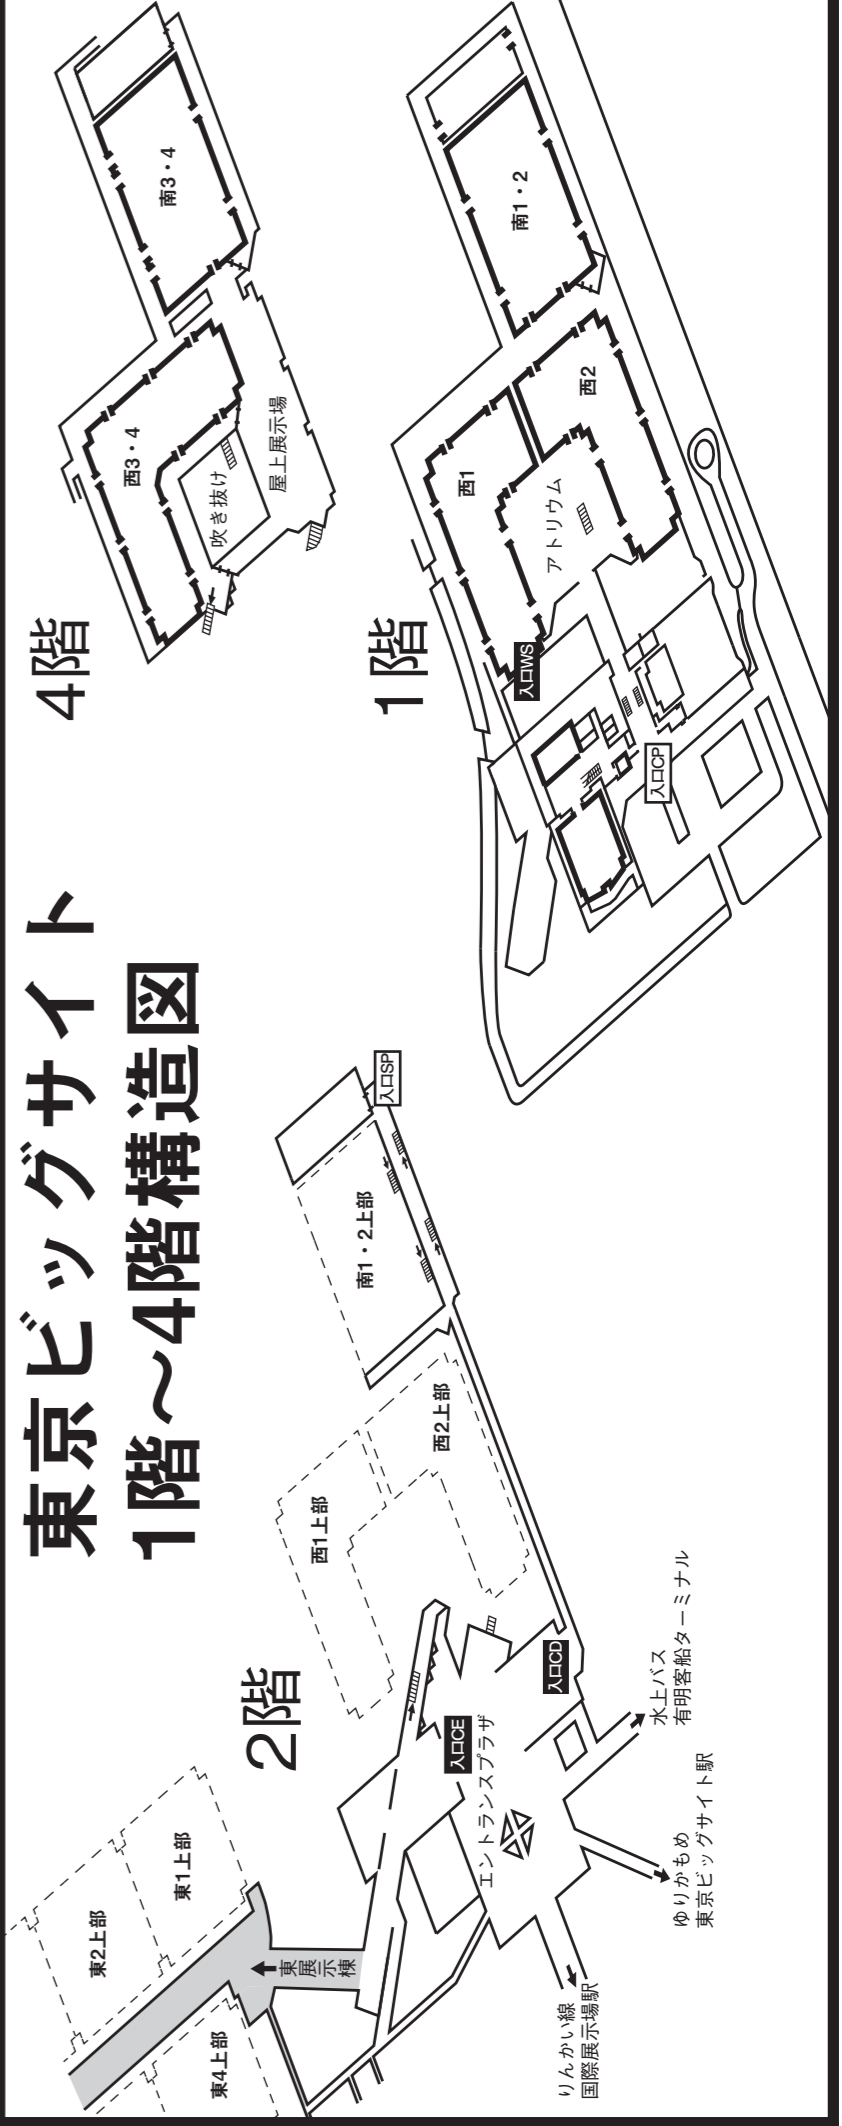 東京ビッグサイト
1階～4階構造図
2階
東2上部
東1上部
東4上部
東展示棟
西1上部
西2上部
南1・2上部
入口SP
入口CE
入口CD
エントランスプラザ
りんかい線
国際展示場駅
ゆりかもめ
東京ビッグサイト駅
水上バス
有明客船ターミナル
4階
西3・4
南3・4
吹き抜け
屋上展示場
1階
西1
西2
南1・2
アトリウム
入口WS
入口CP